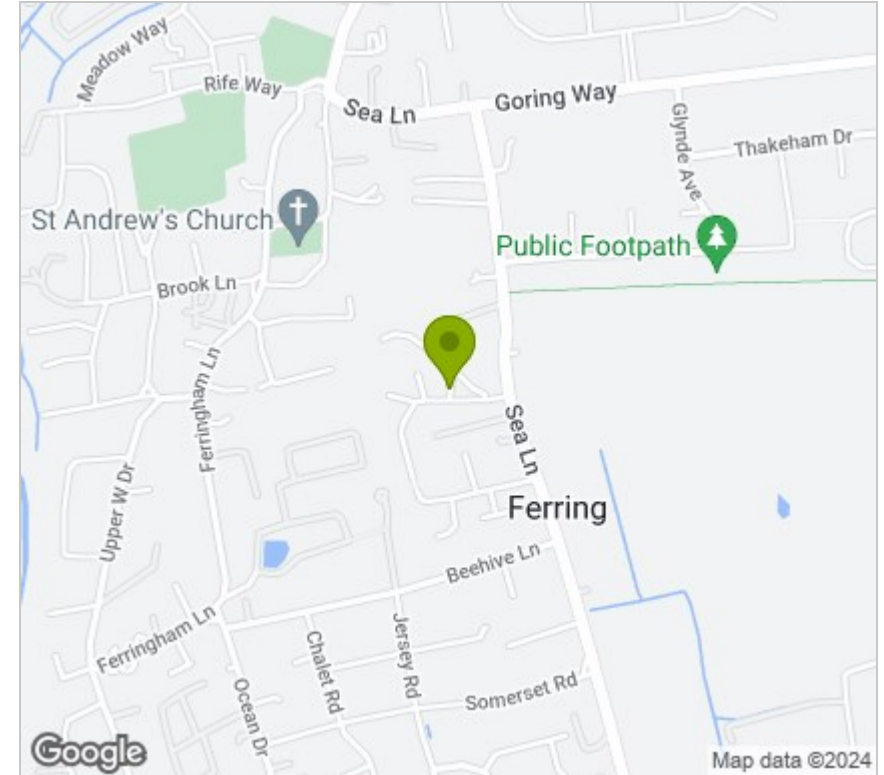 Meadow Way
Rife Way
Sea Ln
Goring Way
Glynde Ave
Thakeham Dr
St Andrew's Church
Public Footpath
Brook Ln
Ferringham Ln
Sea Ln
Upper W Dr
Ferring
Beehive Ln
Ferringham Ln
Chalet Rd
Jersey Rd
Somerset Rd
Ocean Dr
Google
Map data ©2024